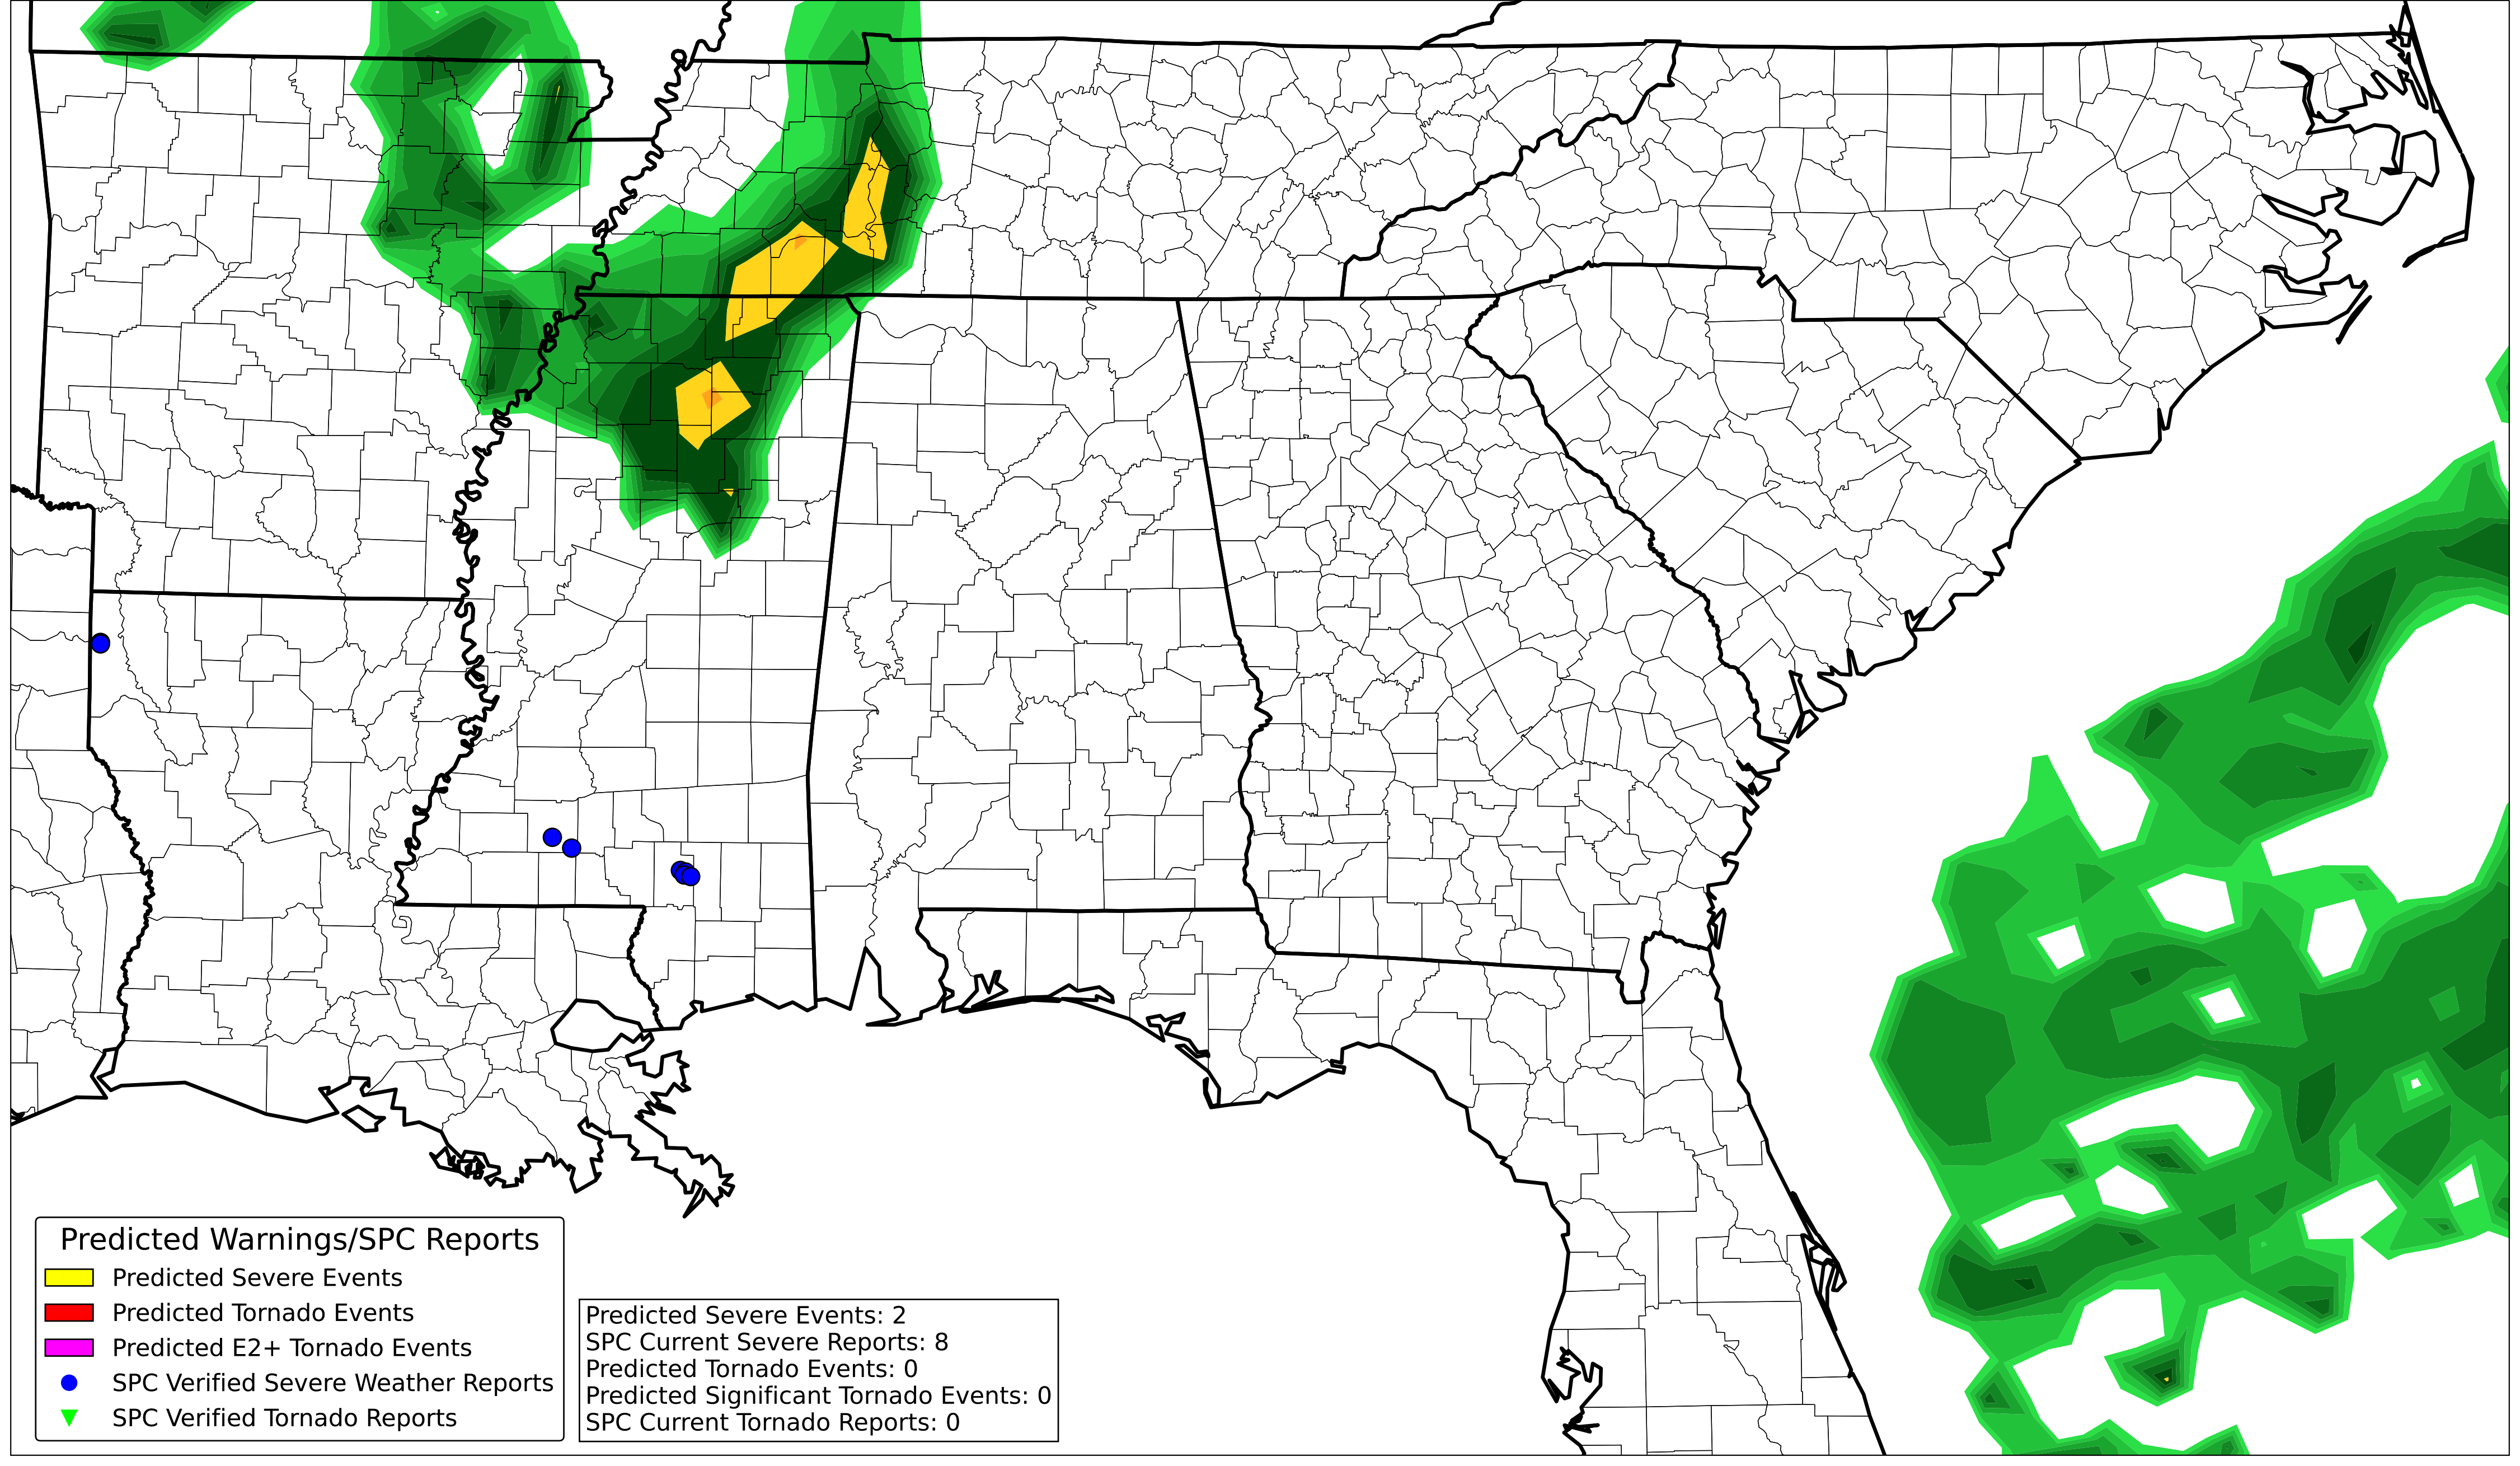 Predicted Warnings/SPC Reports
Predicted Severe Events
Predicted Tornado Events
Predicted E2+ Tornado Events
SPC Verified Severe Weather Reports
SPC Verified Tornado Reports
Predicted Severe Events: 2
SPC Current Severe Reports: 8
Predicted Tornado Events: 0
Predicted Significant Tornado Events: 0
SPC Current Tornado Reports: 0